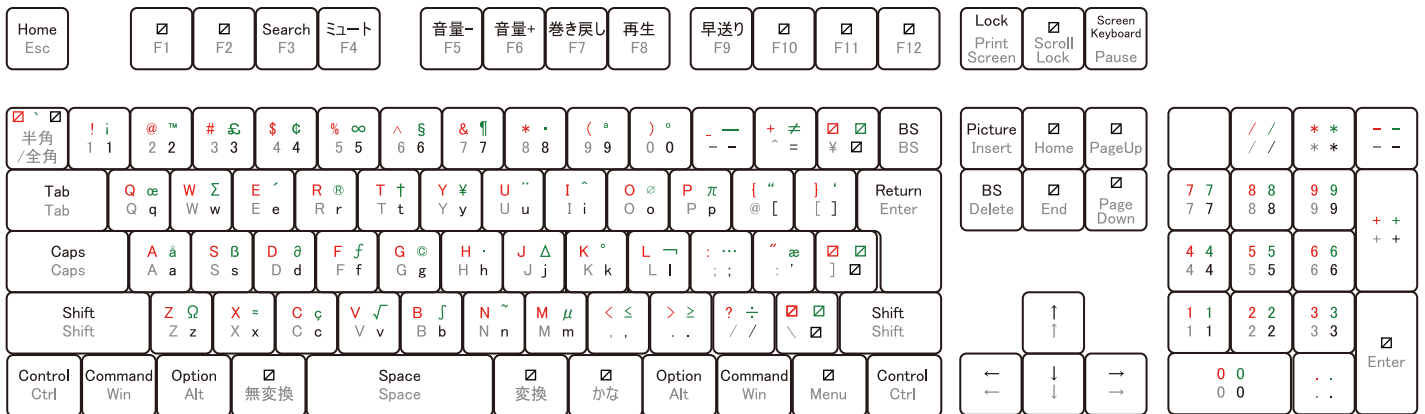 Home 〼 〼 Search ミュート 音量- 音量+ 巻き戻し 再生 早送り 〼 〼 〼 Lock 〼 Screen Keyboard
Esc F1 F2 F3 F4 F5 F6 F7 F8 F9 F10 F11 F12 Print Screen Scroll Lock Pause
〼 ` 〼 ! ¡ @ ™ # £ $ ¢ % ∞ ^ § & ¶ * • ( ª ) º _ — + ≠ 〼 〼 BS Picture 〼 〼 / / * * - -
半角/全角 1 1 2 2 3 3 4 4 5 5 6 6 7 7 8 8 9 9 0 0 - - ^ = ¥ 〼 BS Insert Home PageUp / / * * - -
Tab Q œ W Σ E ´ R ® T † Y ¥ U ¨ I ˆ O ⌀ P π { “ } ‘ Return BS 〼 〼 7 7 8 8 9 9 + +
Tab Q q W w E e R r T t Y y U u I i O o P p @ [ [ ] Enter Delete End Page Down 7 7 8 8 9 9 + +
Caps A å S ß D ∂ F ƒ G © H ・ J Δ K ° L ¬ : … " æ 〼 〼 4 4 5 5 6 6
Caps A a S s D d F f G g H h J j K k L l ; ; : ' ] 〼 4 4 5 5 6 6
Shift Z Ω X ≈ C ç V √ B ∫ N ˜ M μ < ≤ > ≥ ? ÷ 〼 〼 Shift ↑ 1 1 2 2 3 3 〼
Shift Z z X x C c V v B b N n M m , , . . / / \ 〼 Shift ↑ 1 1 2 2 3 3 Enter
Control Command Option 〼 Space 〼 〼 Option Command 〼 Control ← ↓ → 0 0 . .
Ctrl Win Alt 無変換 Space 変換 かな Alt Win Menu Ctrl ← ↓ → 0 0 . .